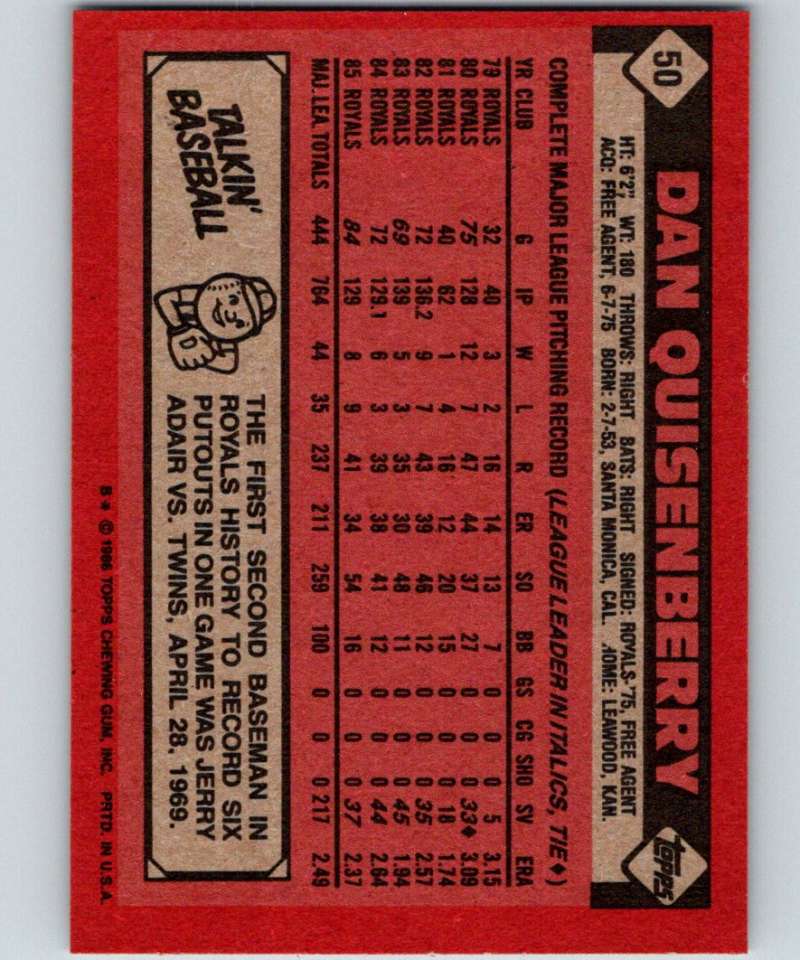 50
DAN QUISENBERRY
TOPPS
HT: 6'2" WT: 180 THROWS: RIGHT BATS: RIGHT SIGNED: ROYALS-'75, FREE AGENT
ACQ: FREE AGENT, 6-7-75 BORN: 2-7-53, SANTA MONICA, CAL. HOME: LEAWOOD, KAN.
COMPLETE MAJOR LEAGUE PITCHING RECORD (LEAGUE LEADER IN ITALICS, TIE ♦)
YR CLUB G IP W L R ER SO BB GS CG SHO SV ERA
79 ROYALS 32 40 3 2 16 14 13 7 0 0 0 5 3.15
80 ROYALS 75 128 12 7 47 44 37 27 0 0 0 33♦ 3.09
81 ROYALS 40 62 1 4 16 12 20 15 0 0 0 18 1.74
82 ROYALS 72 136.2 9 7 43 39 46 12 0 0 0 35 2.57
83 ROYALS 69 139 5 3 35 30 48 11 0 0 0 45 1.94
84 ROYALS 72 129.1 6 3 39 38 41 12 0 0 0 44 2.64
85 ROYALS 84 129 8 9 41 34 54 16 0 0 0 37 2.37
MAJ. LEA. TOTALS 444 764 44 35 237 211 259 100 0 0 0 217 2.49
TALKIN'
BASEBALL
THE FIRST SECOND BASEMAN IN
ROYALS HISTORY TO RECORD SIX
PUTOUTS IN ONE GAME WAS JERRY
ADAIR VS. TWINS, APRIL 28, 1969.
B* © 1986 TOPPS CHEWING GUM, INC. PRTD. IN U.S.A.